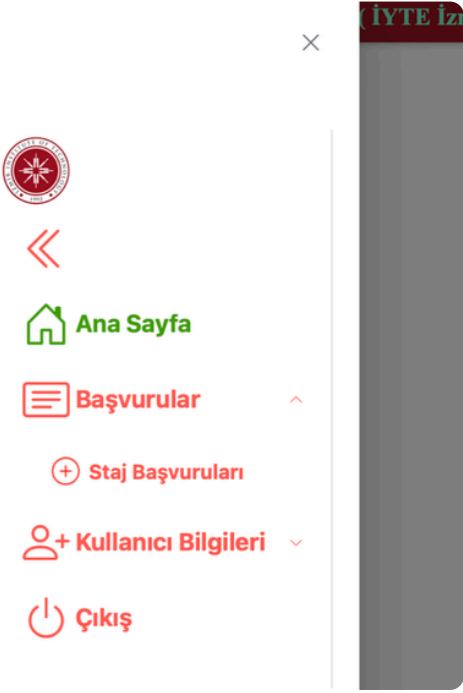 ( İYTE İz
Ana Sayfa
Başvurular
Staj Başvuruları
Kullanıcı Bilgileri
Çıkış